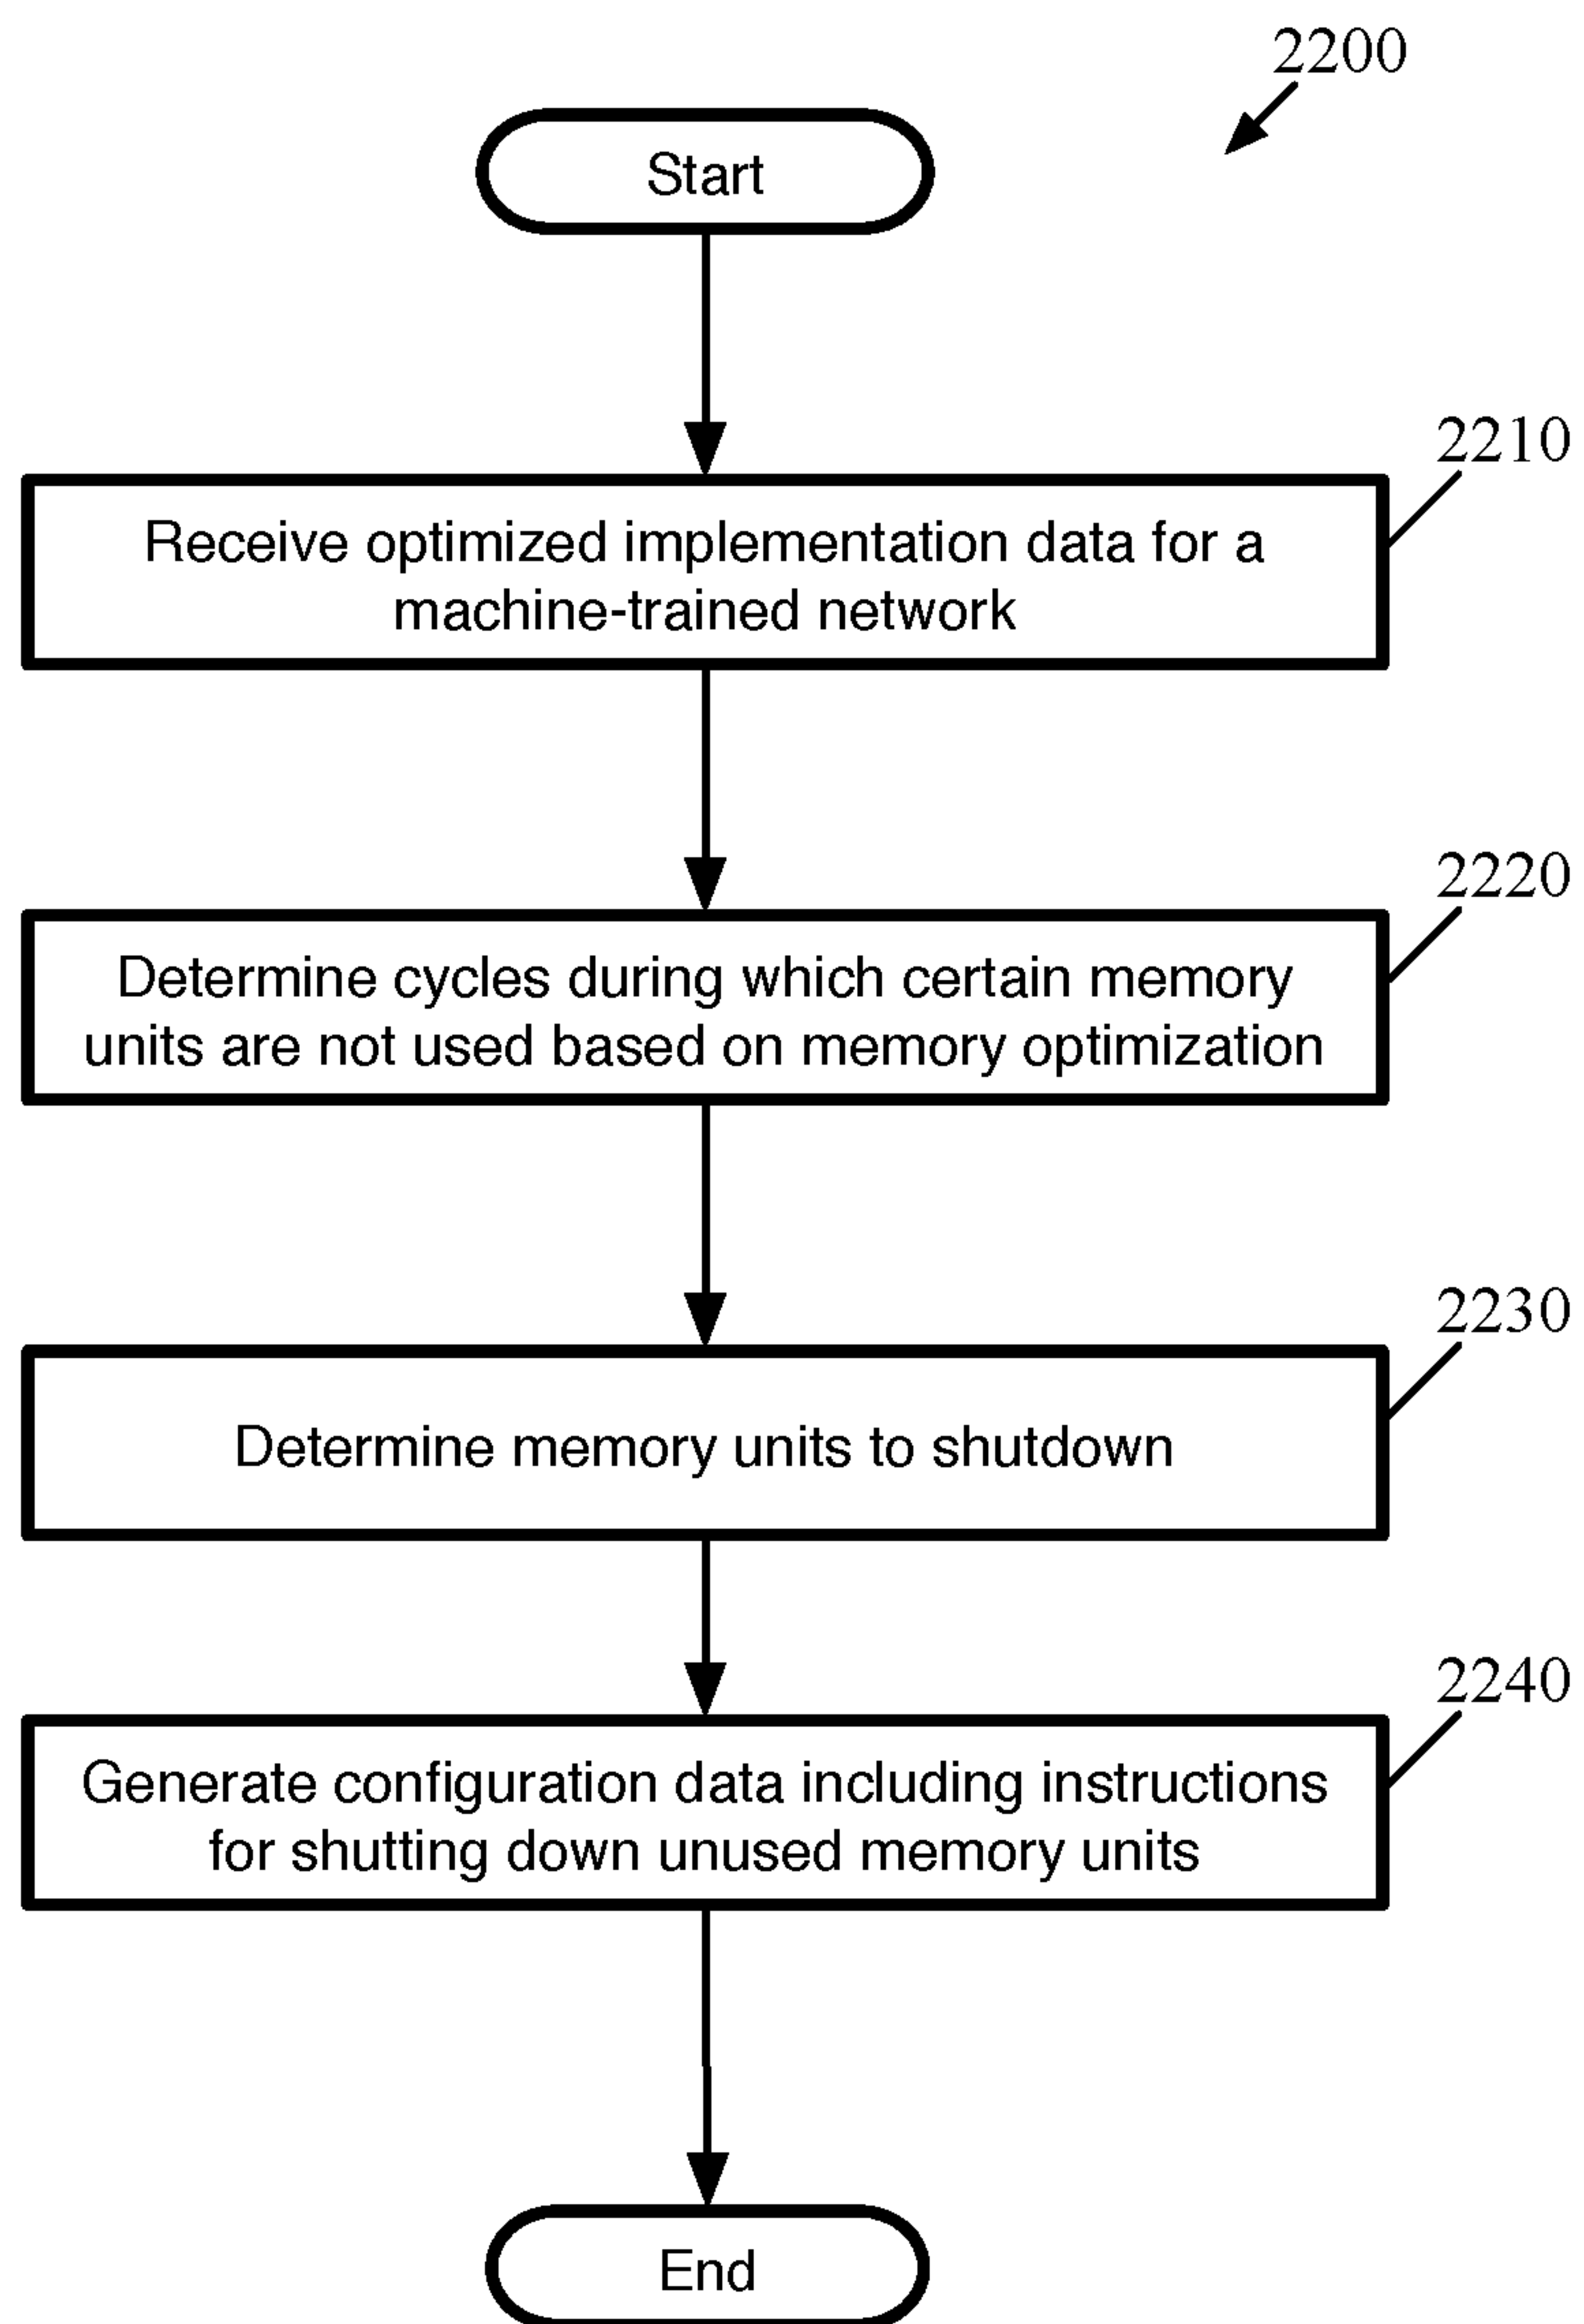 2200
Start
2210
Receive optimized implementation data for a
machine-trained network
2220
Determine cycles during which certain memory
units are not used based on memory optimization
2230
Determine memory units to shutdown
2240
Generate configuration data including instructions
for shutting down unused memory units
End